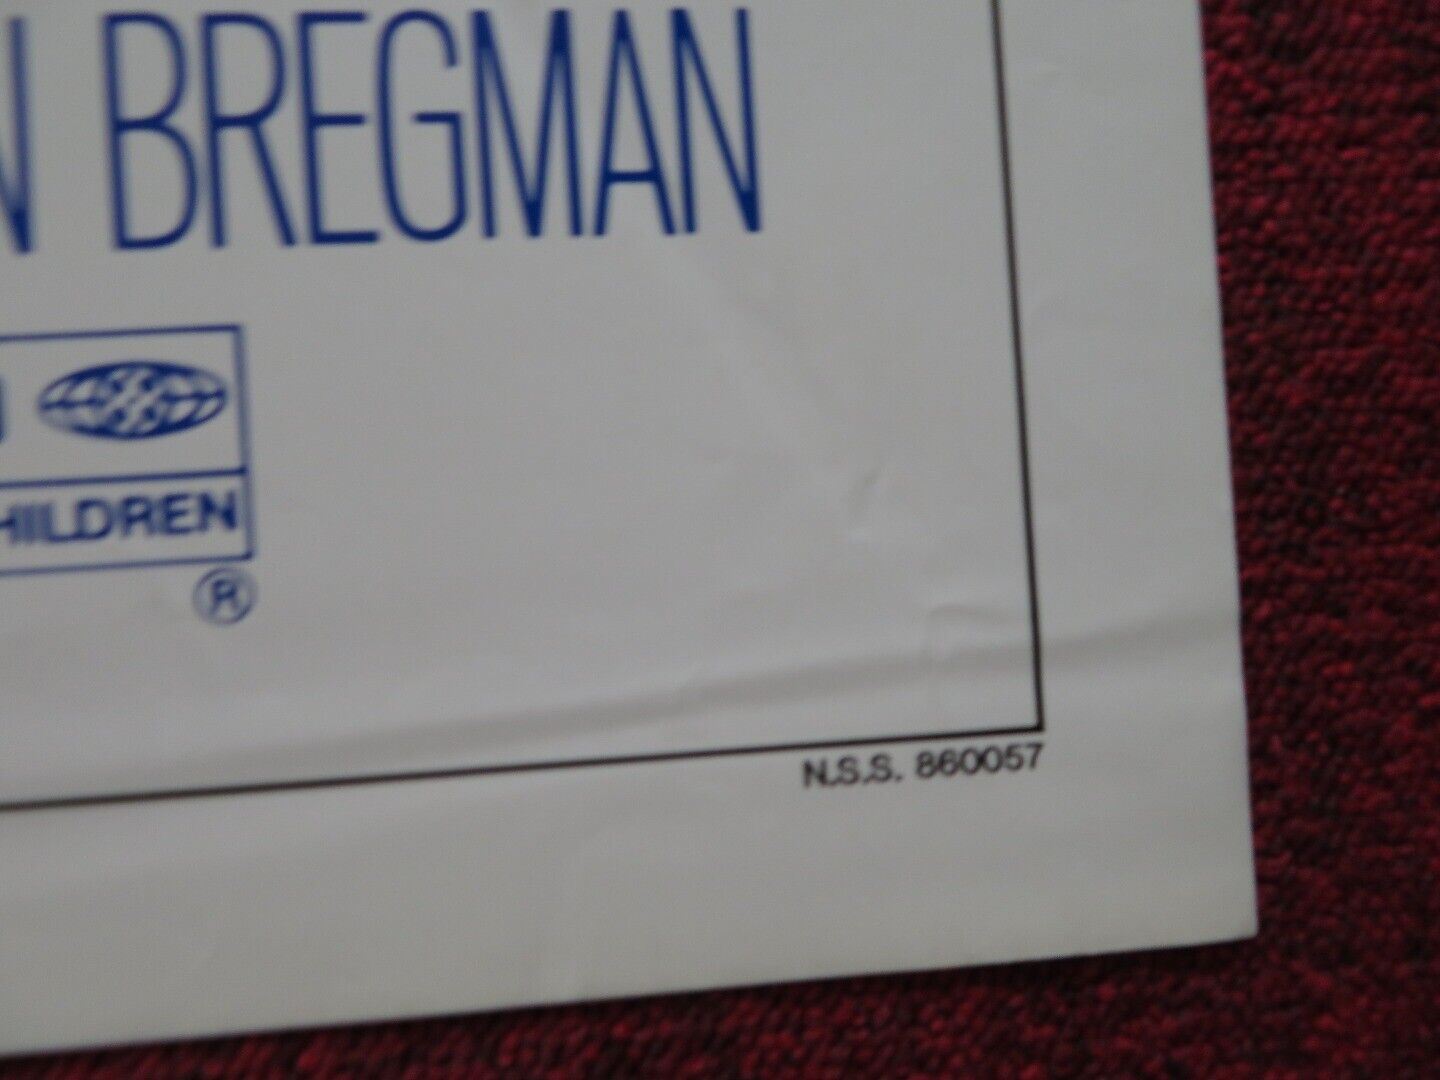 N BREGMAN
HILDREN
®
N.S.S. 860057